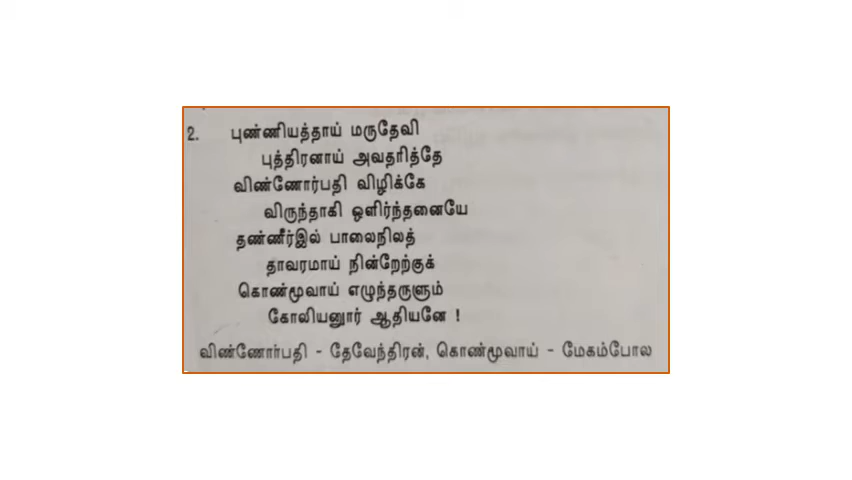 2. புண்ணியத்தாய் மருதேவி
புத்திரனாய் அவதரித்தே
விண்ணோர்பதி விழிக்கே
விருந்தாகி ஒளிர்ந்தனையே
தண்ணீர்இல் பாலைநிலத்
தாவரமாய் நின்றேற்குக்
கொண்மூவாய் எழுந்தருளும்
கோலியனூர் ஆதியனே !
விண்ணோர்பதி - தேவேந்திரன், கொண்மூவாய் - மேகம்போல